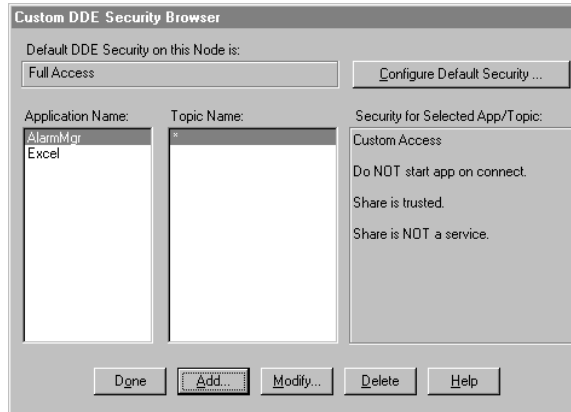 Custom DDE Security Browser
Default DDE Security on this Node is:
Full Access
Configure Default Security ...
Application Name:
Topic Name:
Security for Selected App/Topic:
AlarmMgr
Excel
*
Custom Access
Do NOT start app on connect.
Share is trusted.
Share is NOT a service.
Done
Add...
Modify...
Delete
Help